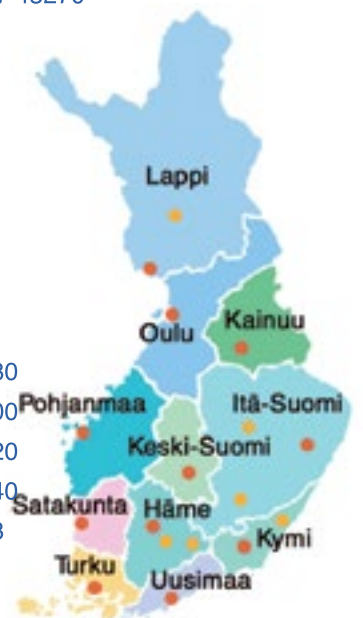 Lappi
Oulu
Kainuu
Pohjanmaa
Itä-Suomi
Keski-Suomi
Satakunta
Häme
Kymi
Turku
Uusimaa